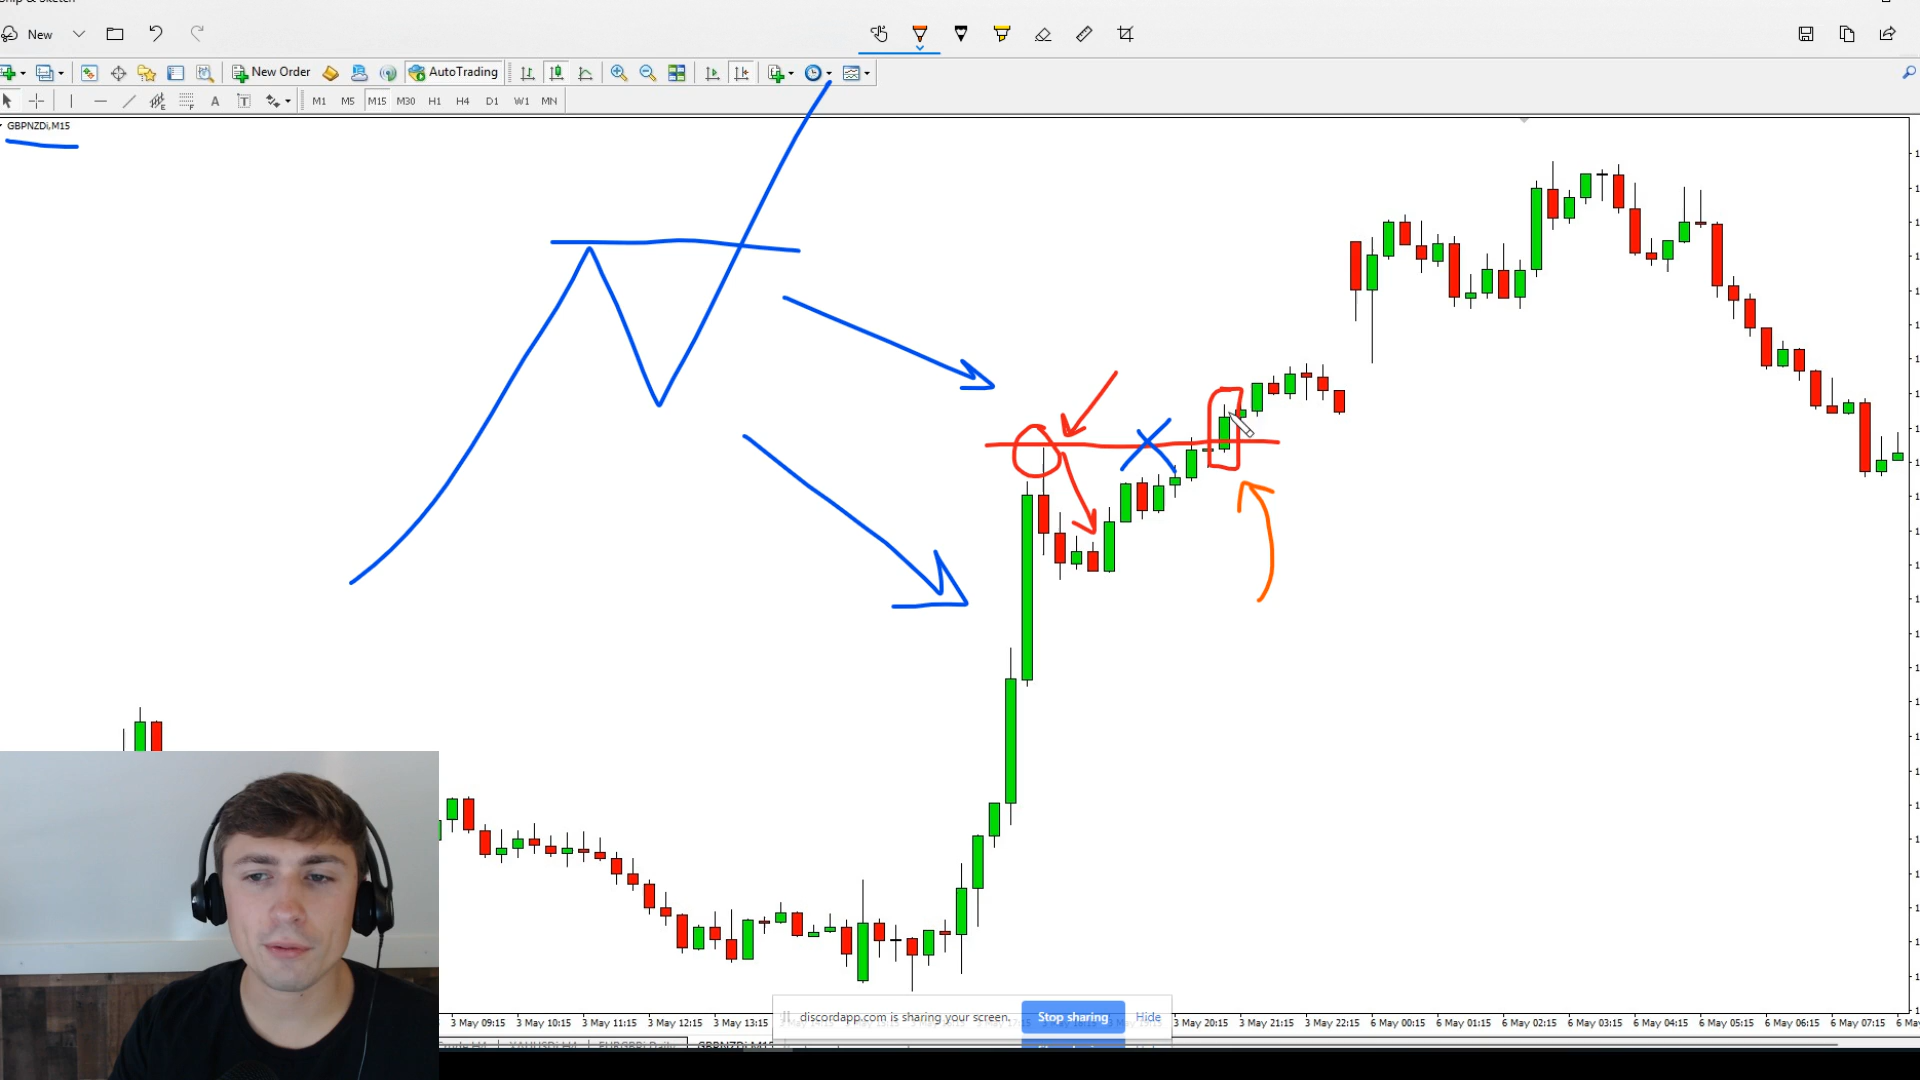 New
New Order
AutoTrading
M1 M5 M15 M30 H1 H4 D1 W1 MN
GBPNZDi,M15
discordapp.com is sharing your screen.
Stop sharing
Hide
3 May 09:15 3 May 10:15 3 May 11:15 3 May 12:15 3 May 13:15 3 May 20:15 3 May 21:15 3 May 22:15 6 May 00:15 6 May 01:15 6 May 02:15 6 May 03:15 6 May 04:15 6 May 05:15 6 May 06:15 6 May 07:15
GBPNZDi,M15